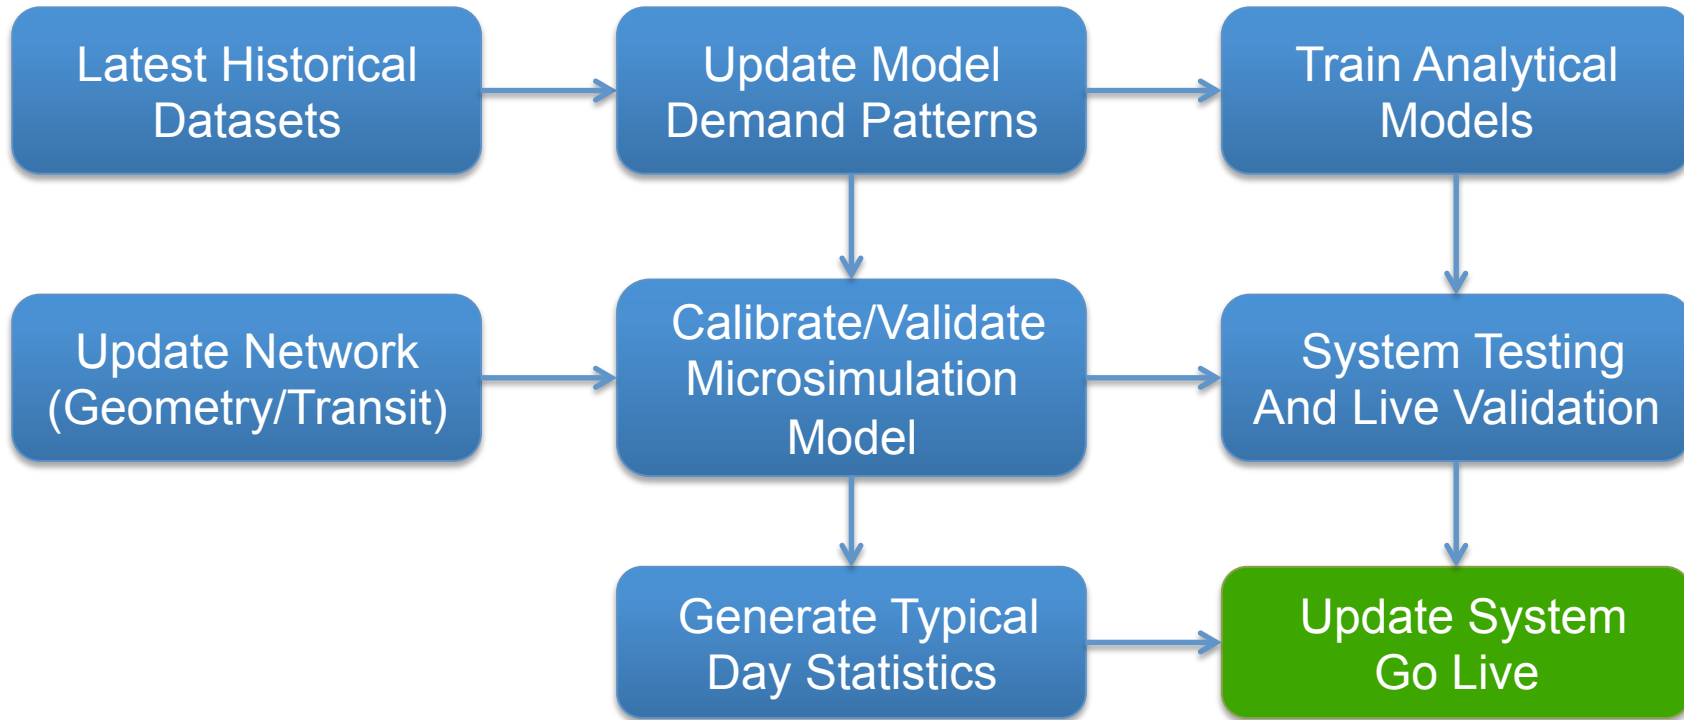 Latest Historical
Datasets
Update Model
Demand Patterns
Train Analytical
Models
Update Network
(Geometry/Transit)
Calibrate/Validate
Microsimulation
Model
System Testing
And Live Validation
Generate Typical
Day Statistics
Update System
Go Live